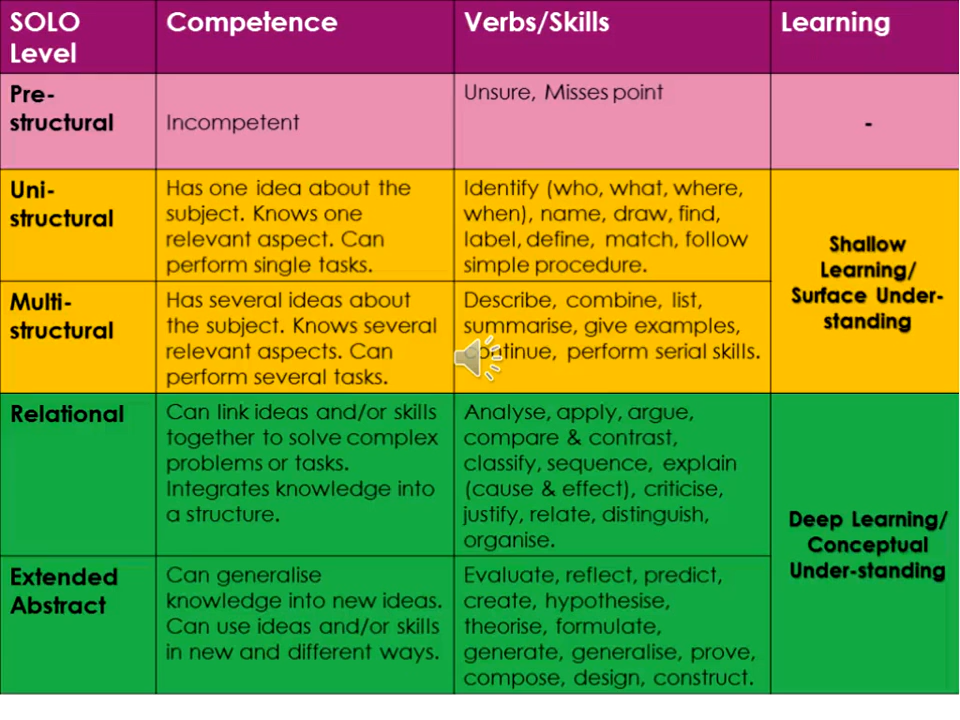 SOLO Level
Competence
Verbs/Skills
Learning
Pre-
structural
Incompetent
Unsure, Misses point
-
Uni-
structural
Has one idea about the
subject. Knows one
relevant aspect. Can
perform single tasks.
Identify (who, what, where,
when), name, draw, find,
label, define, match, follow
simple procedure.
Shallow
Learning/
Surface Under-
standing
Multi-
structural
Has several ideas about
the subject. Knows several
relevant aspects. Can
perform several tasks.
Describe, combine, list,
summarise, give examples,
continue, perform serial skills.
Relational
Can link ideas and/or skills
together to solve complex
problems or tasks.
Integrates knowledge into
a structure.
Analyse, apply, argue,
compare & contrast,
classify, sequence, explain
(cause & effect), criticise,
justify, relate, distinguish,
organise.
Deep Learning/
Conceptual
Under-standing
Extended
Abstract
Can generalise
knowledge into new ideas.
Can use ideas and/or skills
in new and different ways.
Evaluate, reflect, predict,
create, hypothesise,
theorise, formulate,
generate, generalise, prove,
compose, design, construct.